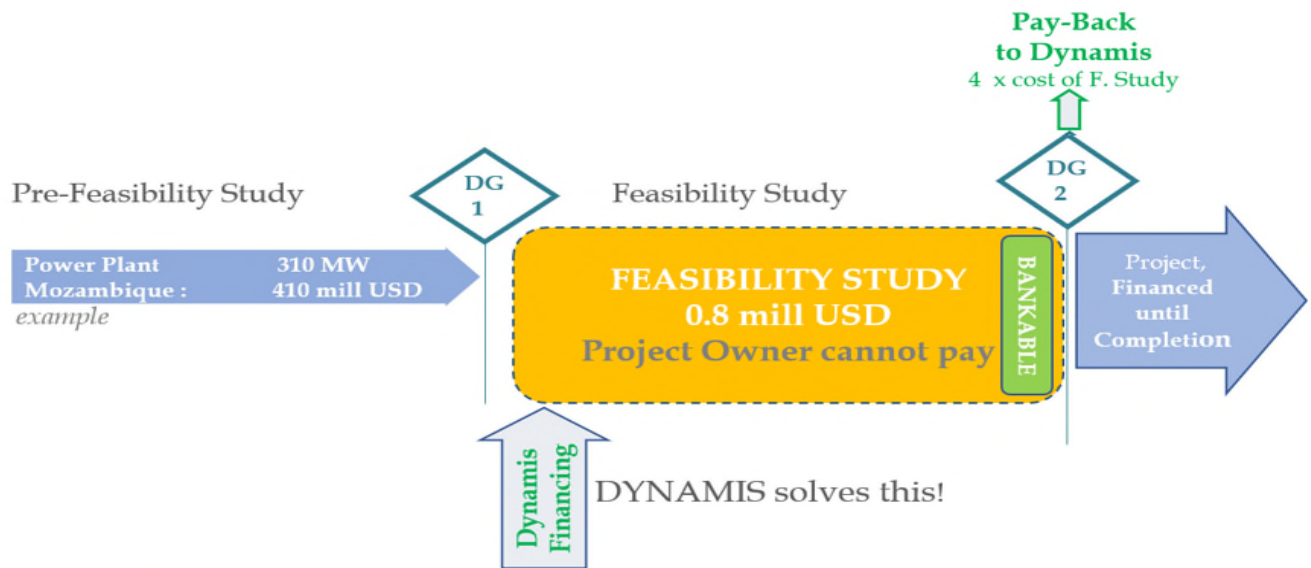 Pay-Back
to Dynamis
4 x cost of F. Study
DG
1
DG
2
Pre-Feasibility Study
Feasibility Study
Power Plant 310 MW
Mozambique : 410 mill USD
example
FEASIBILITY STUDY
0.8 mill USD
Project Owner cannot pay
BANKABLE
Project,
Financed
until
Completion
Dynamis
Financing
DYNAMIS solves this!